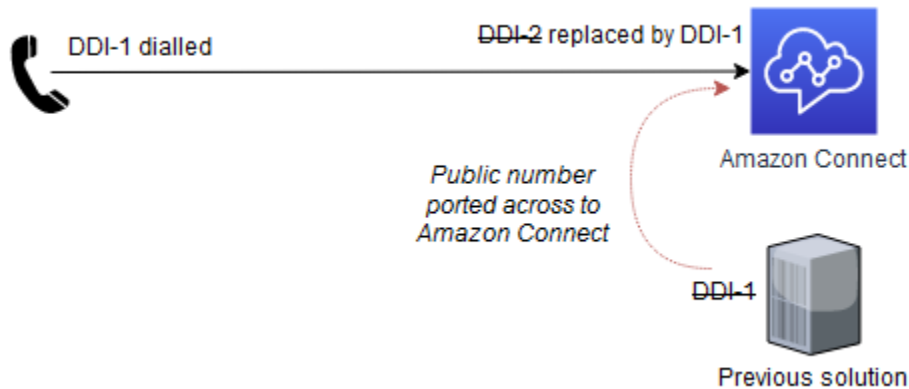 DDI-1 dialled
DDI-2 replaced by DDI-1
Amazon Connect
Public number
ported across to
Amazon Connect
DDI-1
Previous solution